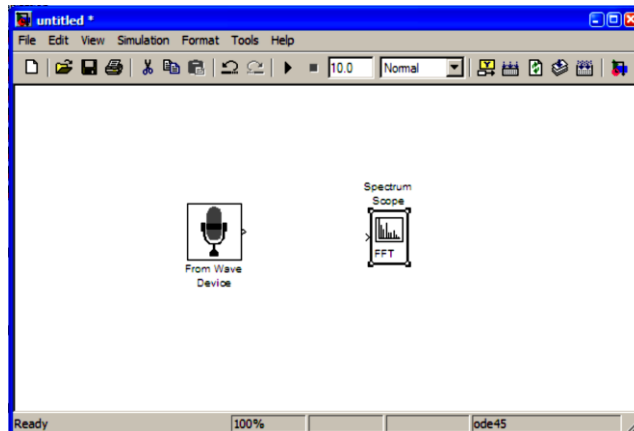 untitled *
File Edit View Simulation Format Tools Help
10.0 Normal
Spectrum
Scope
FFT
From Wave
Device
Ready 100% ode45